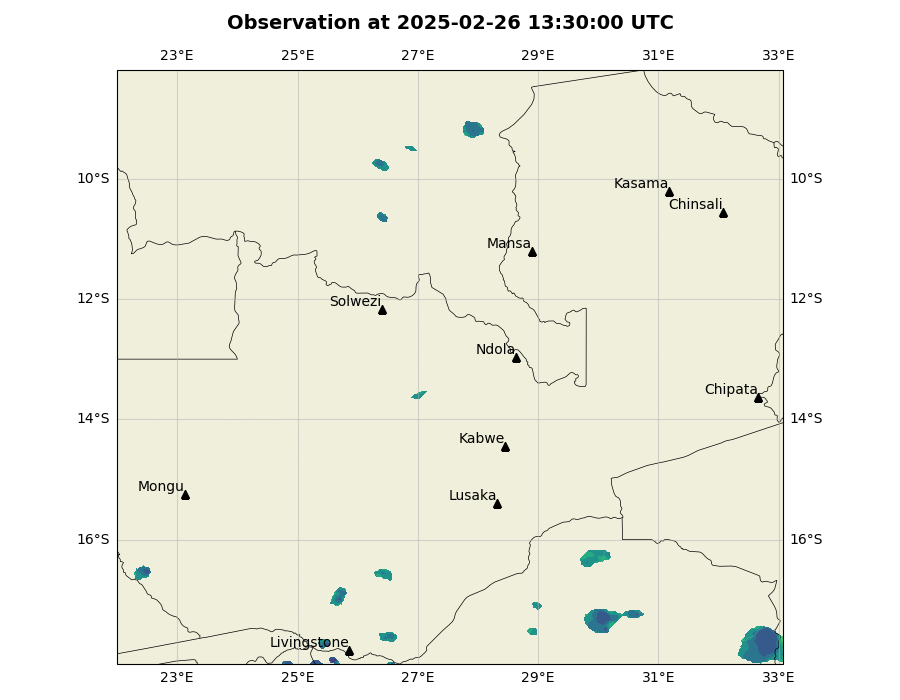 Observation at 2025-02-26 13:30:00 UTC
23°E 25°E 27°E 29°E 31°E 33°E
10°S 10°S
Kasama
Chinsali
Mansa
12°S 12°S
Solwezi
Ndola
Chipata
14°S 14°S
Kabwe
Mongu
Lusaka
16°S 16°S
Livingstone
23°E 25°E 27°E 29°E 31°E 33°E